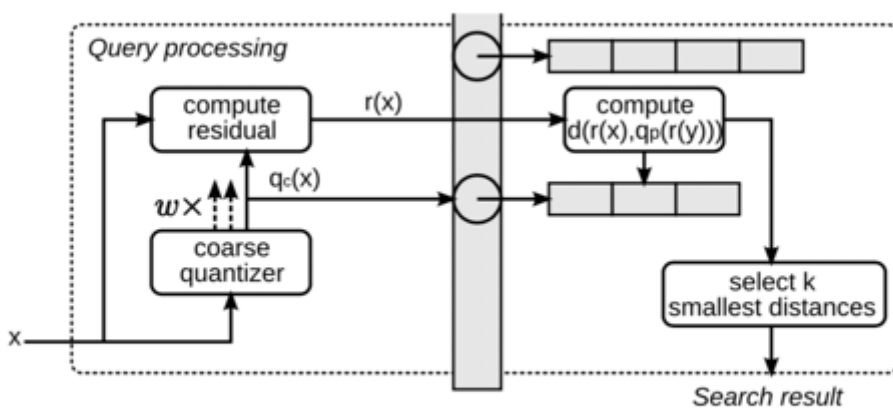 Query processing
compute
residual
r(x)
compute
d(r(x),qp(r(y)))
qc(x)
w×
coarse
quantizer
select k
smallest distances
x
Search result